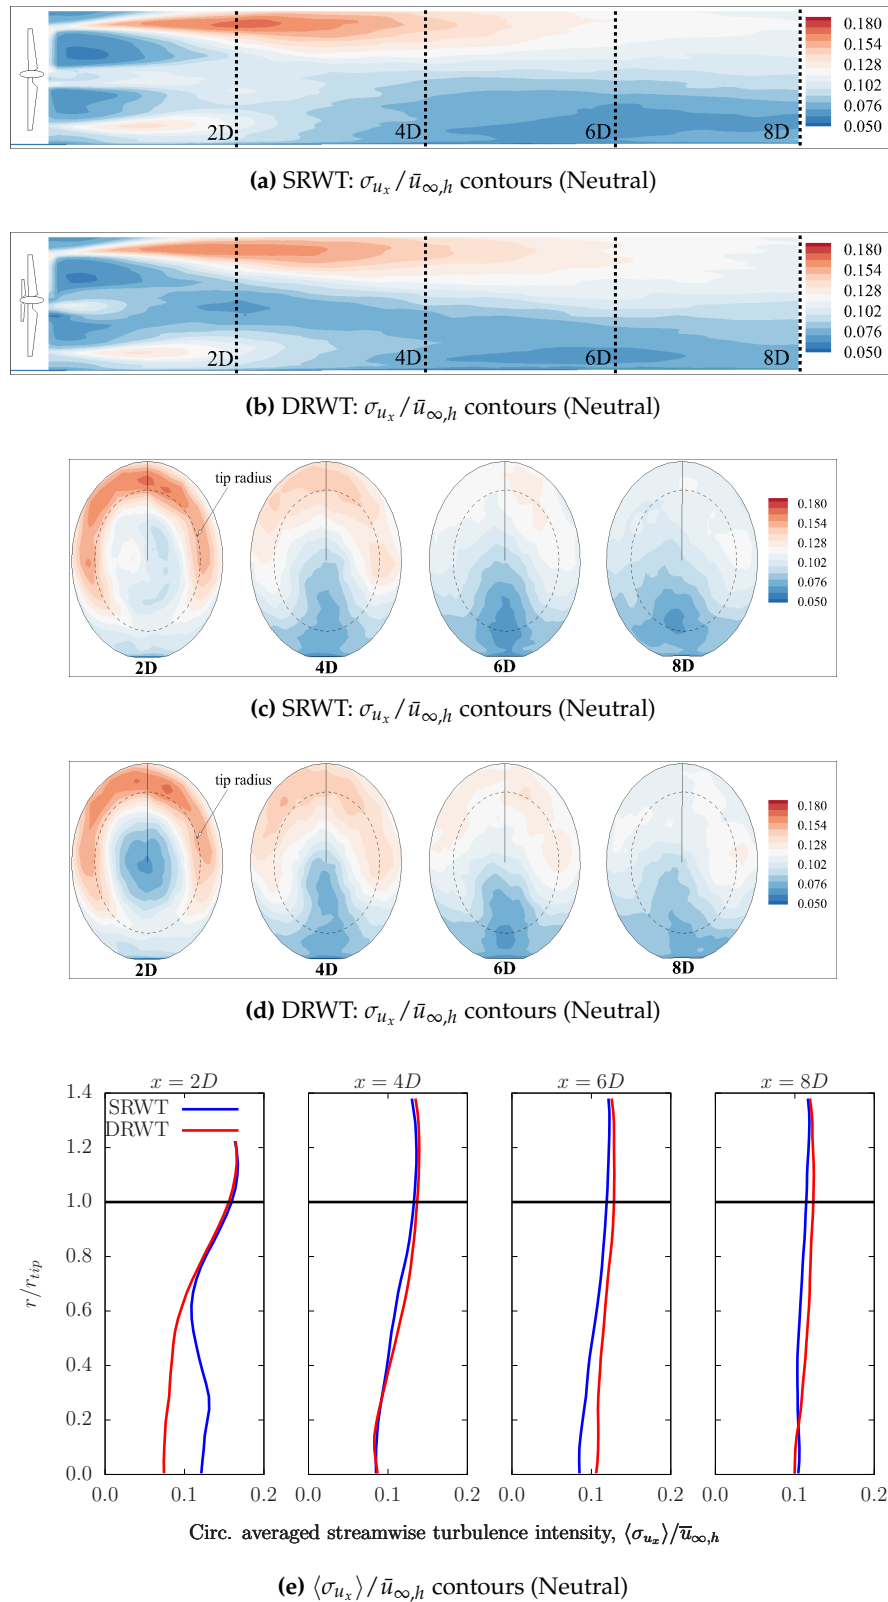 0.180
0.154
0.128
0.102
0.076
0.050
2D 4D 6D 8D
(a) SRWT: σ_{u_x}/ū_{∞,h} contours (Neutral)
0.180
0.154
0.128
0.102
0.076
0.050
2D 4D 6D 8D
(b) DRWT: σ_{u_x}/ū_{∞,h} contours (Neutral)
tip radius
0.180
0.154
0.128
0.102
0.076
0.050
2D 4D 6D 8D
(c) SRWT: σ_{u_x}/ū_{∞,h} contours (Neutral)
tip radius
0.180
0.154
0.128
0.102
0.076
0.050
2D 4D 6D 8D
(d) DRWT: σ_{u_x}/ū_{∞,h} contours (Neutral)
x = 2D x = 4D x = 6D x = 8D
SRWT
DRWT
1.4
1.2
1.0
0.8
0.6
0.4
0.2
0.0
r/r_{tip}
0.0 0.1 0.2 0.0 0.1 0.2 0.0 0.1 0.2 0.0 0.1 0.2
Circ. averaged streamwise turbulence intensity, ⟨σ_{u_x}⟩/ū_{∞,h}
(e) ⟨σ_{u_x}⟩/ū_{∞,h} contours (Neutral)